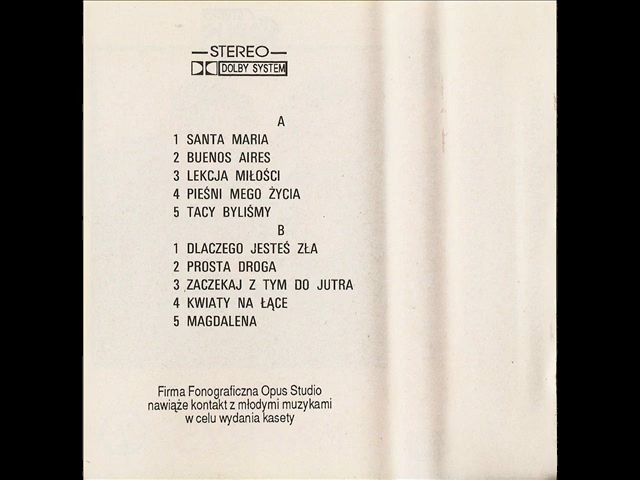 —STEREO—
DOLBY SYSTEM
A
1 SANTA MARIA
2 BUENOS AIRES
3 LEKCJA MIŁOŚCI
4 PIEŚNI MEGO ŻYCIA
5 TACY BYLIŚMY
B
1 DLACZEGO JESTEŚ ZŁA
2 PROSTA DROGA
3 ZACZEKAJ Z TYM DO JUTRA
4 KWIATY NA ŁĄCE
5 MAGDALENA
Firma Fonograficzna Opus Studio
nawiąże kontakt z młodymi muzykami
w celu wydania kasety